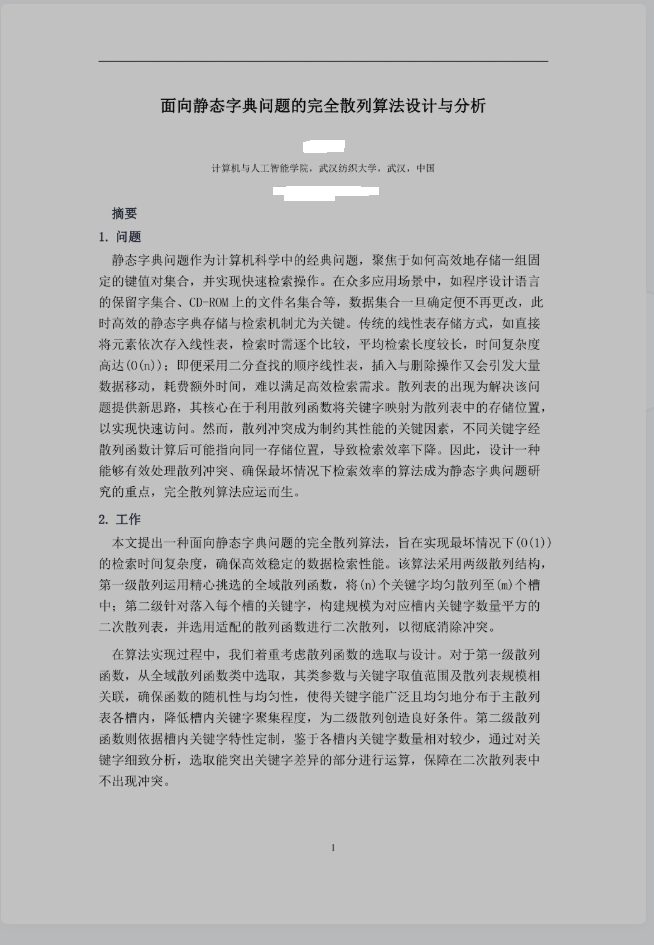 面向静态字典问题的完全散列算法设计与分析
计算机与人工智能学院，武汉纺织大学，武汉，中国
摘要
1. 问题
静态字典问题作为计算机科学中的经典问题，聚焦于如何高效地存储一组固
定的键值对集合，并实现快速检索操作。在众多应用场景中，如程序设计语言
的保留字集合、CD-ROM 上的文件名集合等，数据集合一旦确定便不再更改，此
时高效的静态字典存储与检索机制尤为关键。传统的线性表存储方式，如直接
将元素依次存入线性表，检索时需逐个比较，平均检索长度较长，时间复杂度
高达(O(n))；即便采用二分查找的顺序线性表，插入与删除操作又会引发大量
数据移动，耗费额外时间，难以满足高效检索需求。散列表的出现为解决该问
题提供新思路，其核心在于利用散列函数将关键字映射为散列表中的存储位置，
以实现快速访问。然而，散列冲突成为制约其性能的关键因素，不同关键字经
散列函数计算后可能指向同一存储位置，导致检索效率下降。因此，设计一种
能够有效处理散列冲突、确保最坏情况下检索效率的算法成为静态字典问题研
究的重点，完全散列算法应运而生。
2. 工作
本文提出一种面向静态字典问题的完全散列算法，旨在实现最坏情况下(O(1))
的检索时间复杂度，确保高效稳定的数据检索性能。该算法采用两级散列结构，
第一级散列运用精心挑选的全域散列函数，将(n)个关键字均匀散列至(m)个槽
中；第二级针对落入每个槽的关键字，构建规模为对应槽内关键字数量平方的
二次散列表，并选用适配的散列函数进行二次散列，以彻底消除冲突。
在算法实现过程中，我们着重考虑散列函数的选取与设计。对于第一级散列
函数，从全域散列函数类中选取，其类参数与关键字取值范围及散列表规模相
关联，确保函数的随机性与均匀性，使得关键字能广泛且均匀地分布于主散列
表各槽内，降低槽内关键字聚集程度，为二级散列创造良好条件。第二级散列
函数则依据槽内关键字特性定制，鉴于各槽内关键字数量相对较少，通过对关
键字细致分析，选取能突出关键字差异的部分进行运算，保障在二次散列表中
不出现冲突。
1